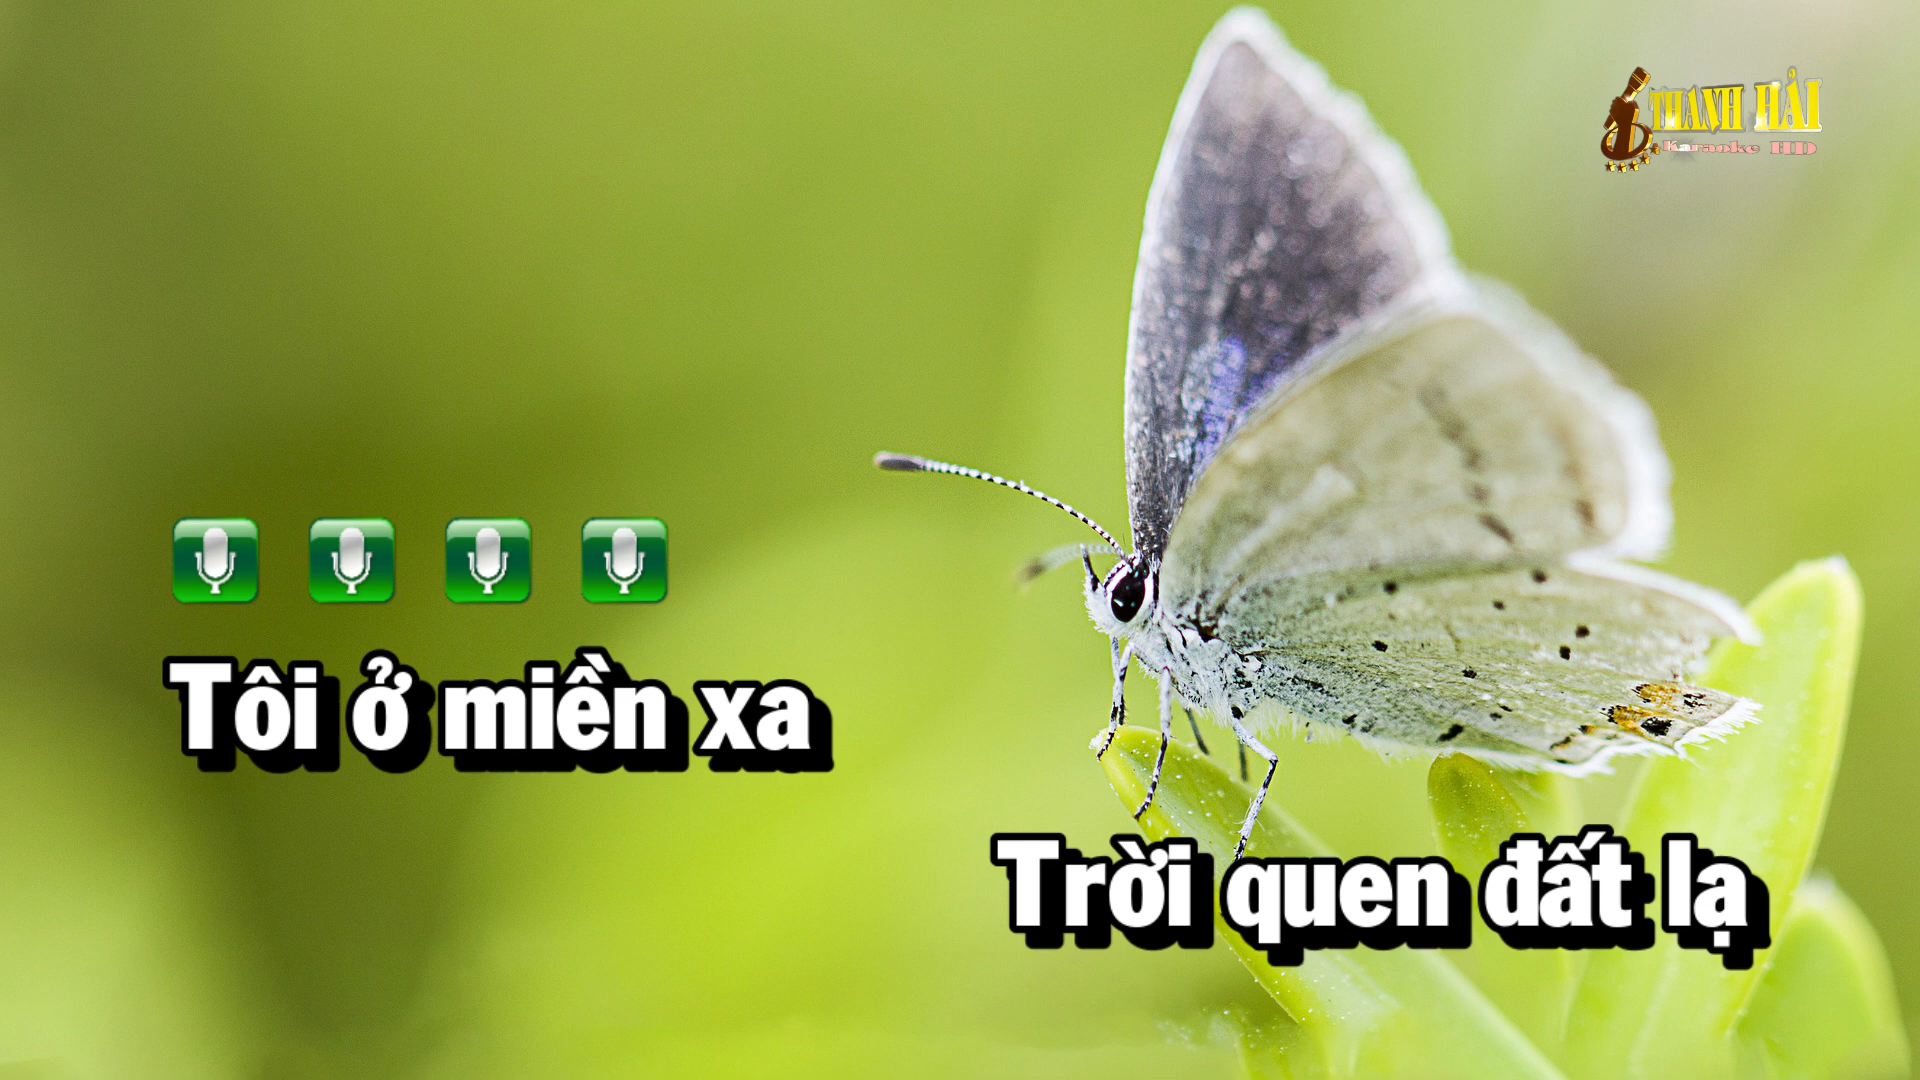 THANH HẢI
Karaoke HD
Tôi ở miền xa
Trời quen đất lạ